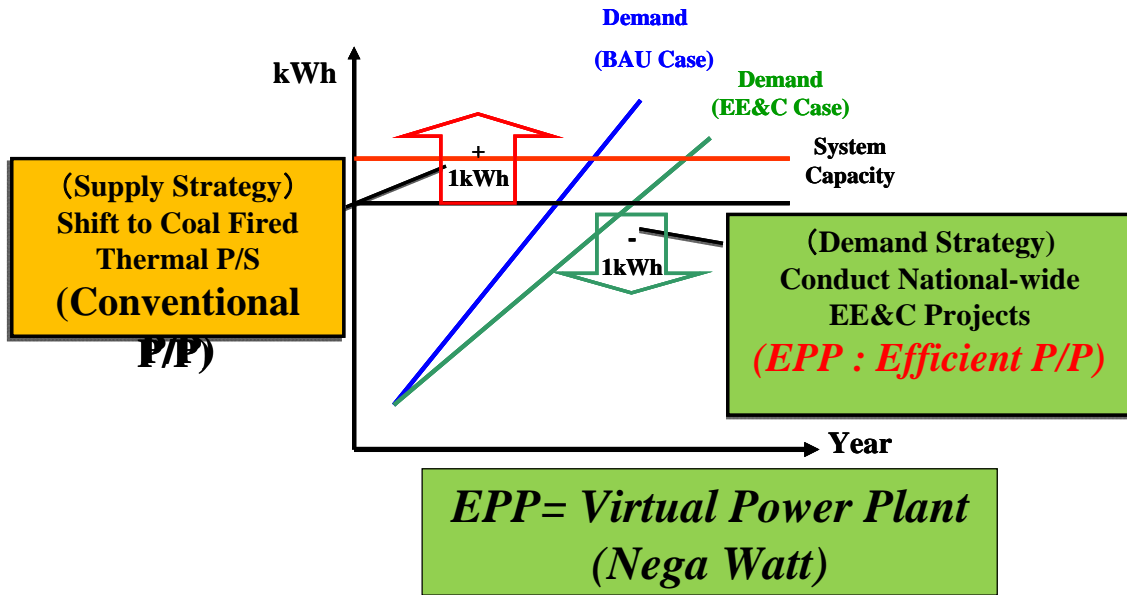 Demand
(BAU Case)
kWh
Demand
(EE&C Case)
+
1kWh
System
Capacity
（Supply Strategy）
Shift to Coal Fired
Thermal P/S
(Conventional
P/P)
-
1kWh
（Demand Strategy)
Conduct National-wide
EE&C Projects
(EPP : Efficient P/P)
Year
EPP= Virtual Power Plant
(Nega Watt)